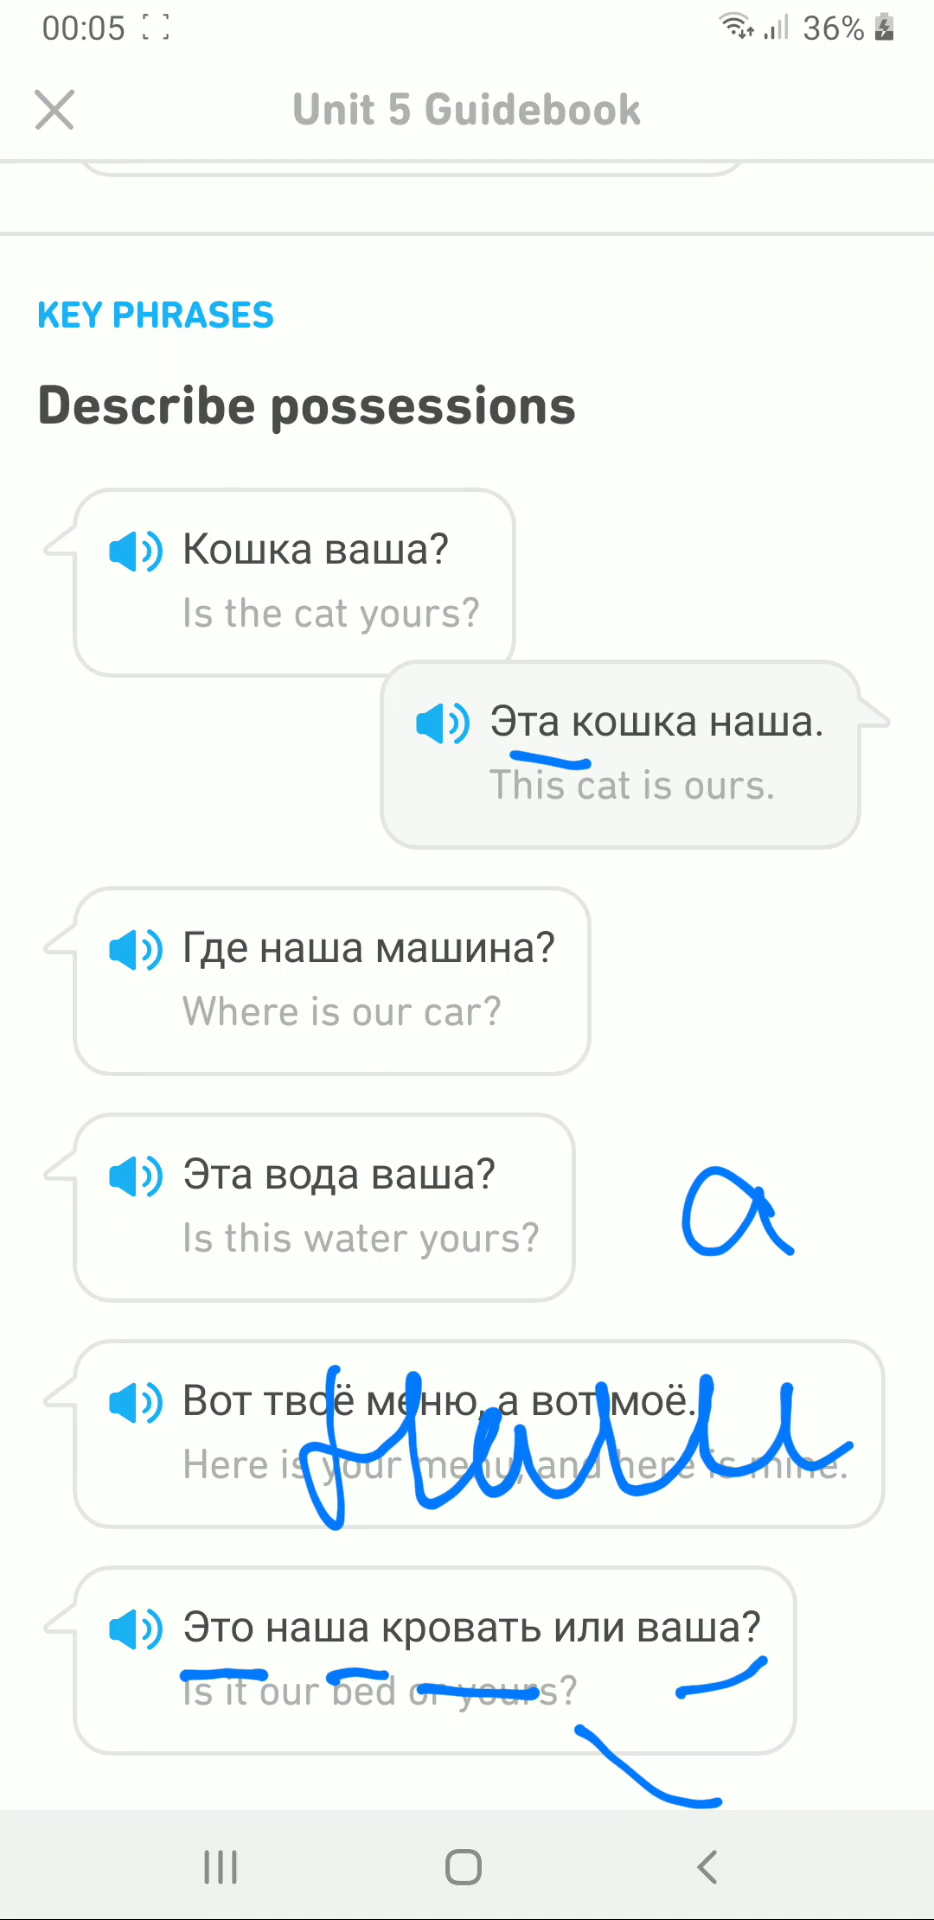 00:05 36%
Unit 5 Guidebook
KEY PHRASES
Describe possessions
Кошка ваша?
Is the cat yours?
Эта кошка наша.
This cat is ours.
Где наша машина?
Where is our car?
Эта вода ваша?
Is this water yours?
а
Вот твоё меню, а вот моё.
Here is your menu, and here is mine.
Это наша кровать или ваша?
Is it our bed or yours?